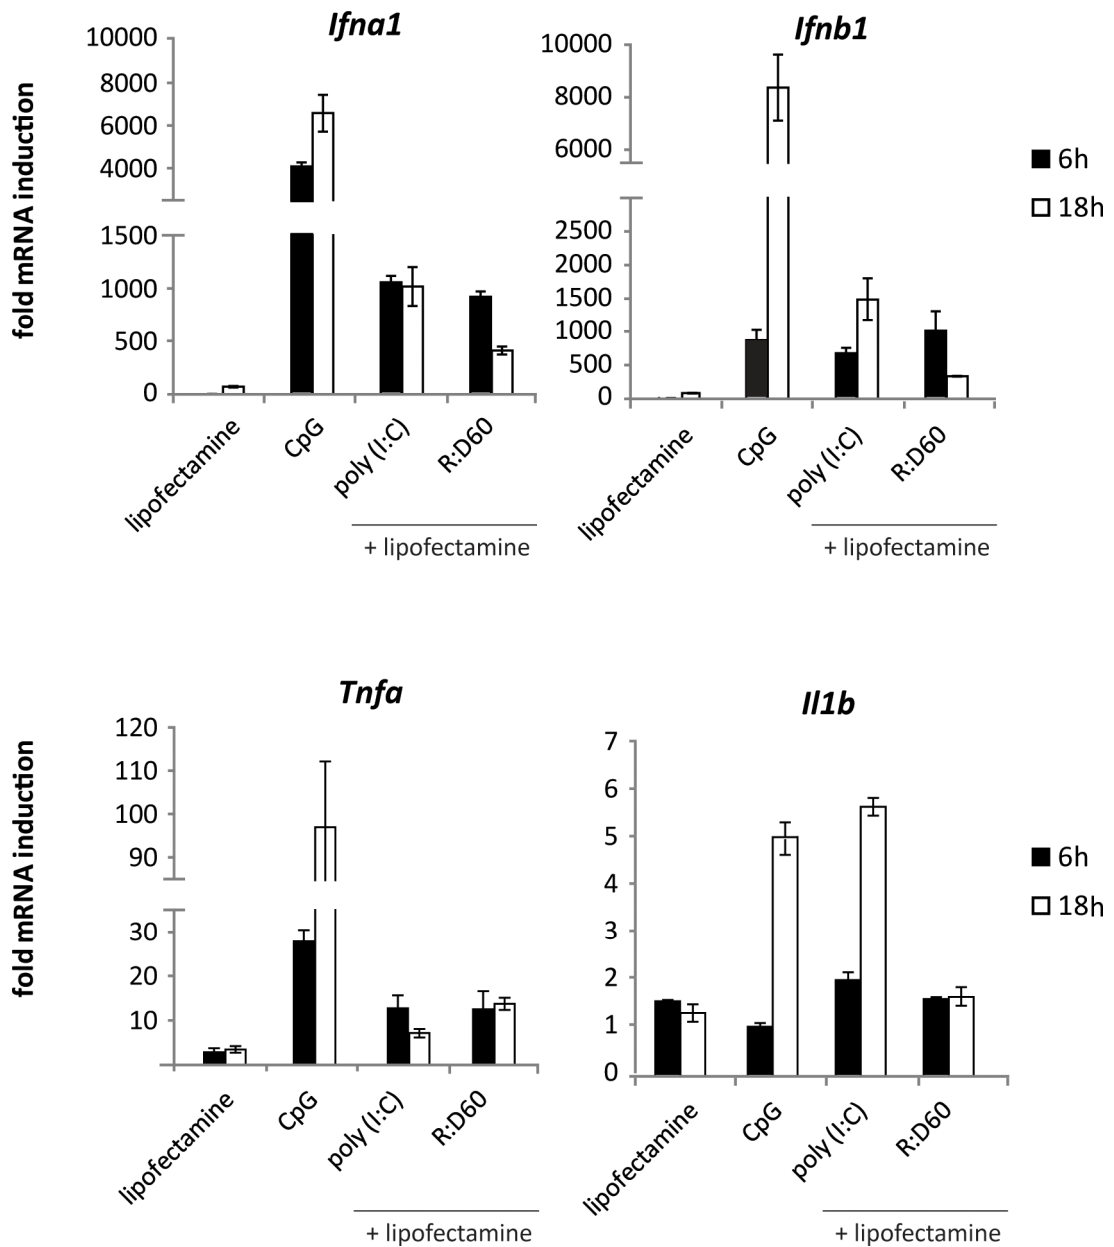 Ifna1
Ifnb1
fold mRNA induction
10000
8000
6000
4000
1500
1000
500
0
10000
8000
6000
2500
2000
1500
1000
500
0
6h
18h
lipofectamine
CpG
poly (I:C)
R:D60
+ lipofectamine
lipofectamine
CpG
poly (I:C)
R:D60
+ lipofectamine
Tnfa
Il1b
fold mRNA induction
120
110
100
90
30
20
10
7
6
5
4
3
2
1
0
6h
18h
lipofectamine
CpG
poly (I:C)
R:D60
+ lipofectamine
lipofectamine
CpG
poly (I:C)
R:D60
+ lipofectamine